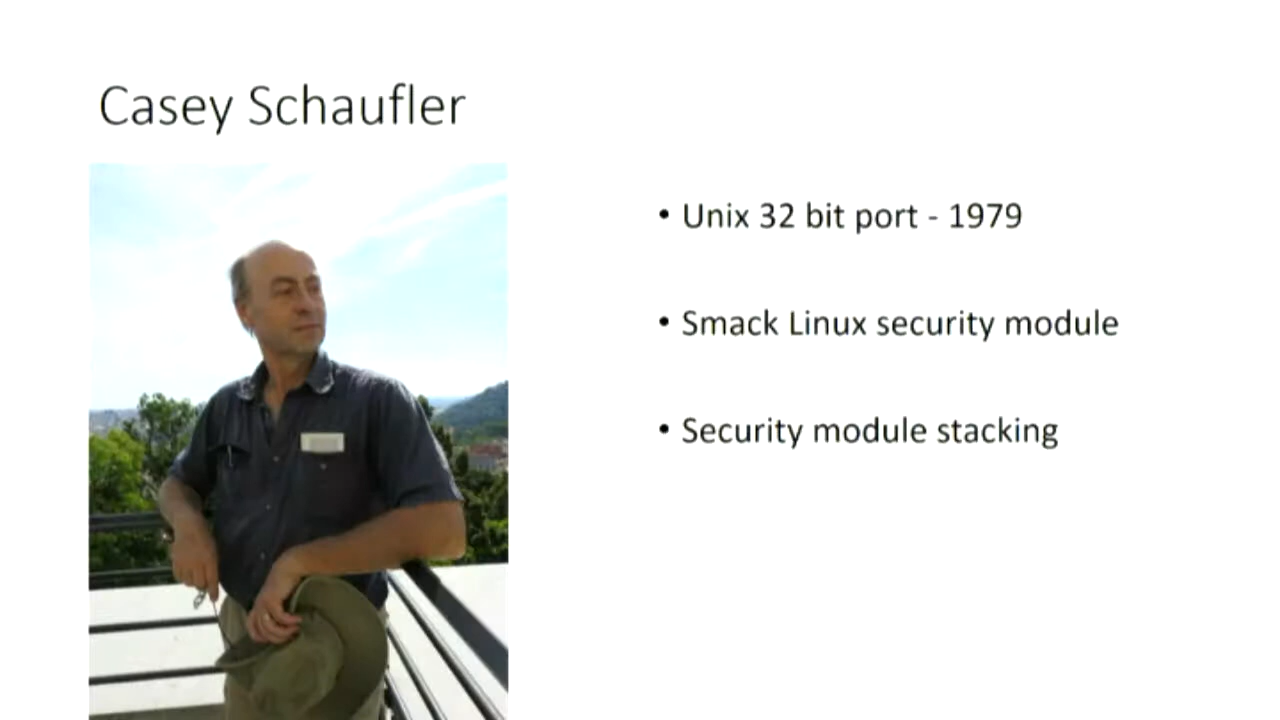 Casey Schaufler
• Unix 32 bit port - 1979
• Smack Linux security module
• Security module stacking